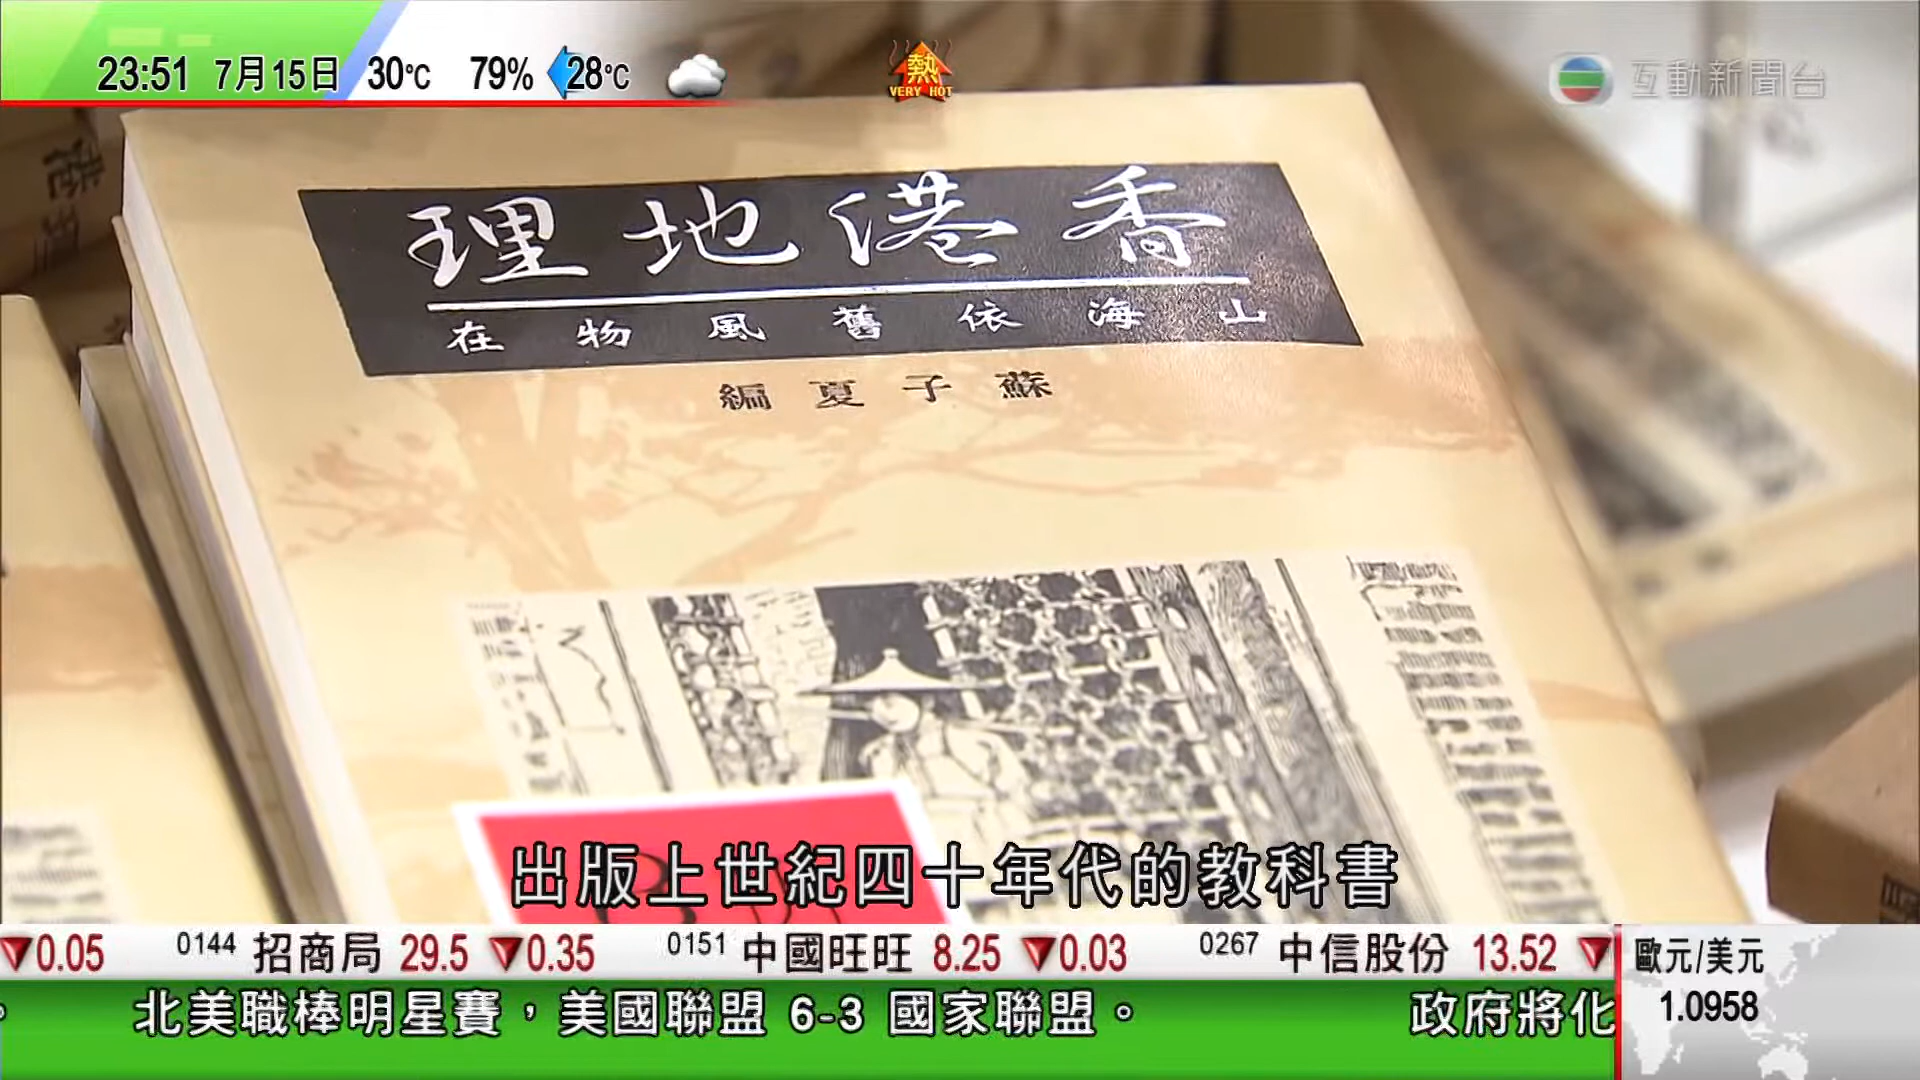 23:51 7月15日 30℃ 79% 28℃
熱
VERY HOT
互動新聞台
香港地理
山海依舊風物在
蘇子夏編
出版上世紀四十年代的教科書
▼0.05 0144 招商局 29.5 ▼0.35 0151 中國旺旺 8.25 ▼0.03 0267 中信股份 13.52 ▼
。 北美職棒明星賽，美國聯盟 6-3 國家聯盟。 政府將化
歐元/美元
1.0958